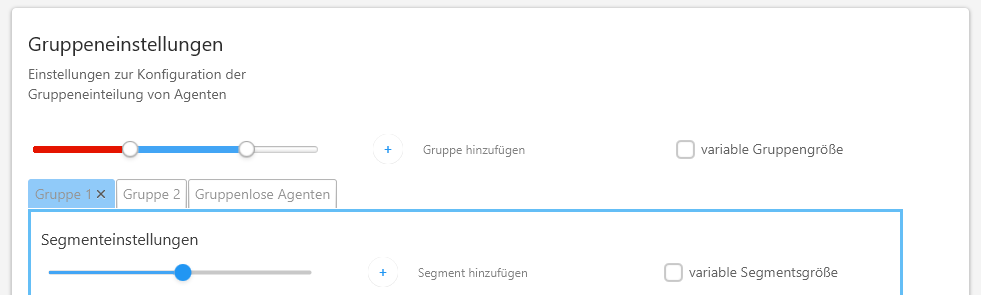 Gruppeneinstellungen
Einstellungen zur Konfiguration der
Gruppeneinteilung von Agenten
+ Gruppe hinzufügen variable Gruppengröße
Gruppe 1 ✕ Gruppe 2 Gruppenlose Agenten
Segmenteinstellungen
+ Segment hinzufügen variable Segmentsgröße